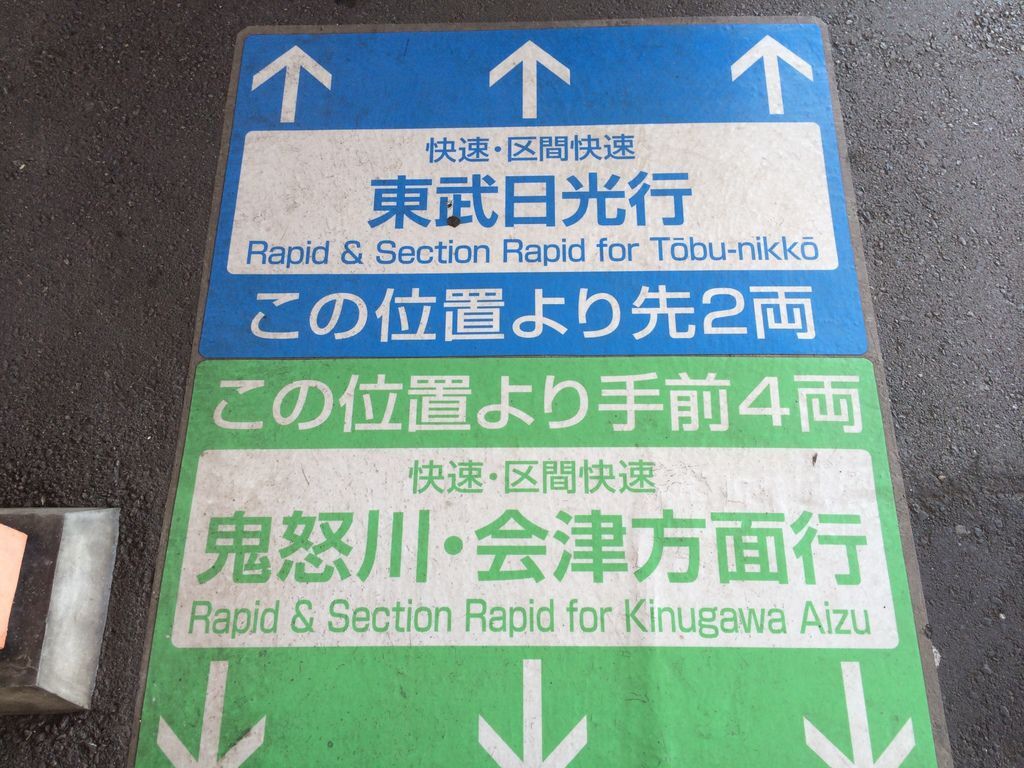 快速・区間快速
東武日光行
Rapid & Section Rapid for Tōbu-nikkō
この位置より先2両
この位置より手前4両
快速・区間快速
鬼怒川・会津方面行
Rapid & Section Rapid for Kinugawa Aizu